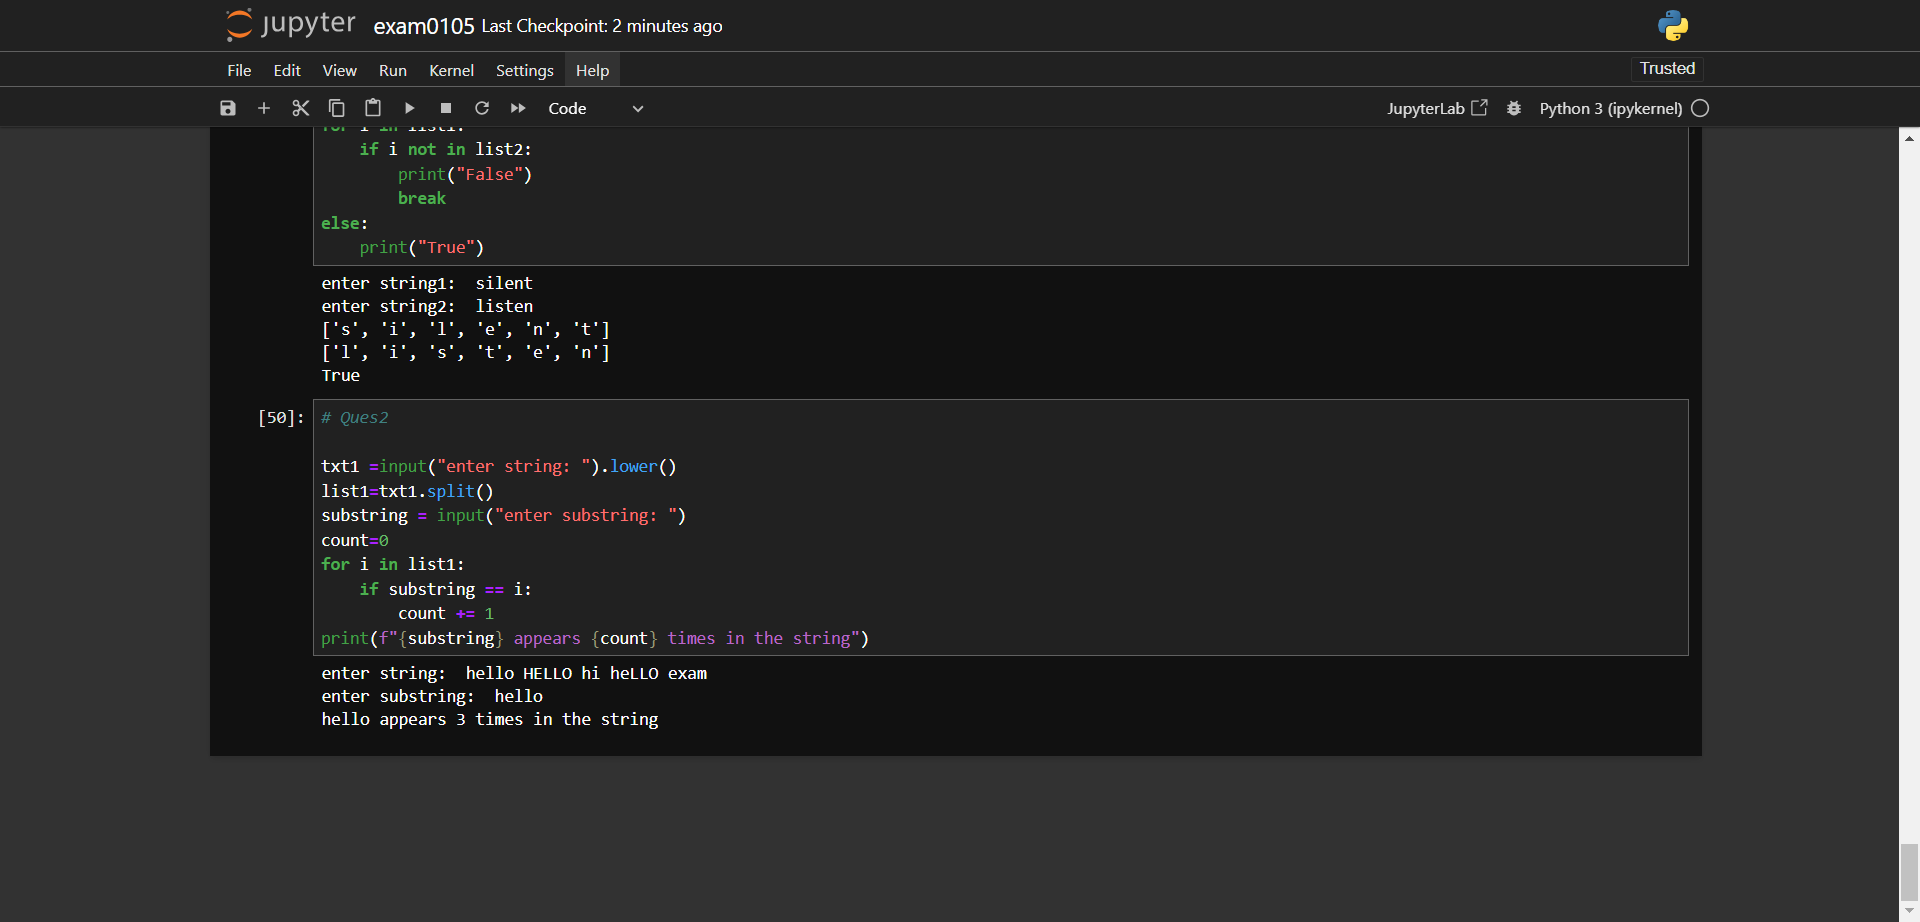 jupyter exam0105 Last Checkpoint: 2 minutes ago
File Edit View Run Kernel Settings Help Trusted
Code JupyterLab Python 3 (ipykernel)
for i in list1:
    if i not in list2:
        print("False")
        break
else:
    print("True")
enter string1:  silent
enter string2:  listen
['s', 'i', 'l', 'e', 'n', 't']
['l', 'i', 's', 't', 'e', 'n']
True
[50]: # Ques2
txt1 =input("enter string: ").lower()
list1=txt1.split()
substring = input("enter substring: ")
count=0
for i in list1:
    if substring == i:
        count += 1
print(f"{substring} appears {count} times in the string")
enter string:  hello HELLO hi heLLO exam
enter substring:  hello
hello appears 3 times in the string